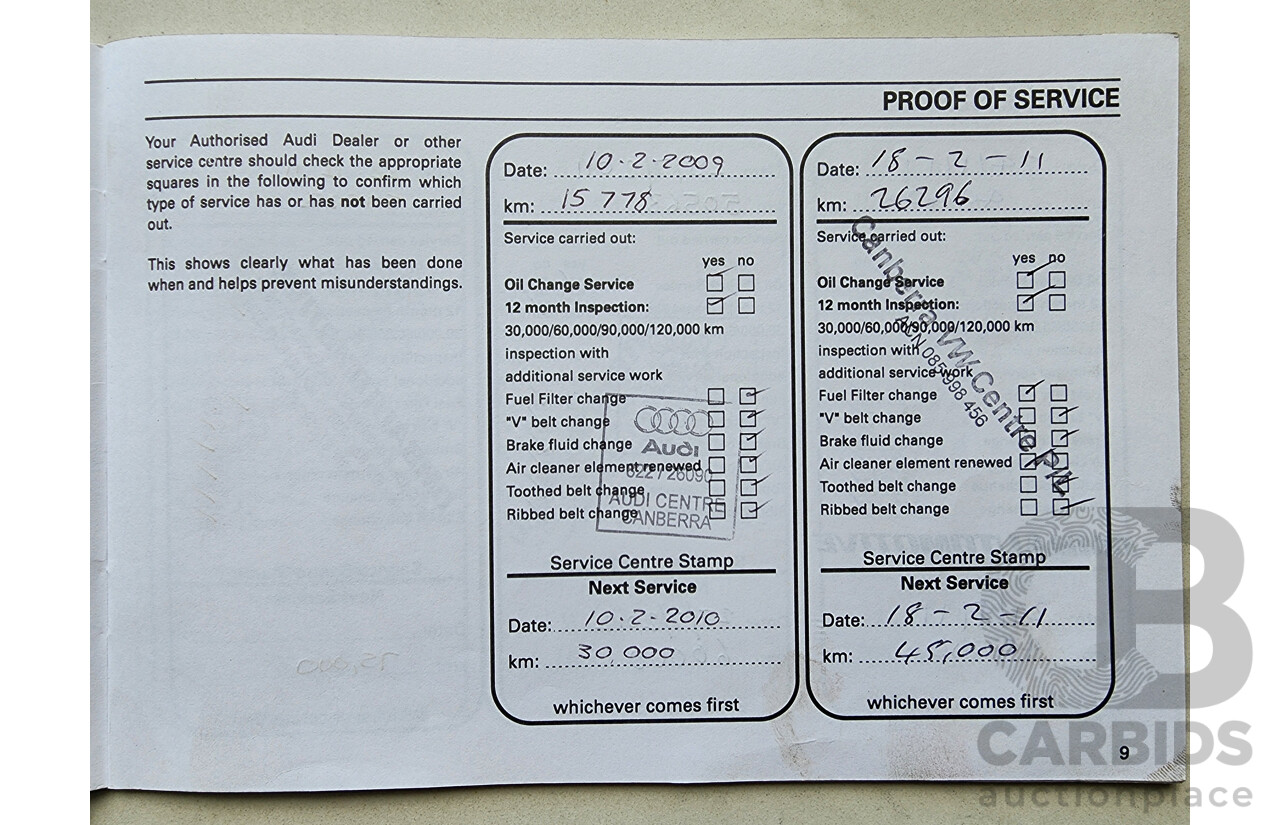 PROOF OF SERVICE
Your Authorised Audi Dealer or other
service centre should check the appropriate
squares in the following to confirm which
type of service has or has not been carried
out.
This shows clearly what has been done
when and helps prevent misunderstandings.
Date: 10.2.2009
km: 15 778
Service carried out:
yes no
Oil Change Service
12 month Inspection:
30,000/60,000/90,000/120,000 km
inspection with
additional service work
Fuel Filter change
"V" belt change
Brake fluid change
Air cleaner element renewed
Toothed belt change
Ribbed belt change
Audi
AUDI CENTRE
CANBERRA
Service Centre Stamp
Next Service
Date: 10.2.2010
km: 30,000
whichever comes first
Date: 18 - 2 - 11
km: 26296
Service carried out:
yes no
Oil Change Service
12 month Inspection:
30,000/60,000/90,000/120,000 km
inspection with
additional service work
Fuel Filter change
"V" belt change
Brake fluid change
Air cleaner element renewed
Toothed belt change
Ribbed belt change
Canberra VW Centre P/L
ACN 085 998 456
Service Centre Stamp
Next Service
Date: 18 - 2 - 11
km: 45,000
whichever comes first
9
CARBIDS
auctionplace